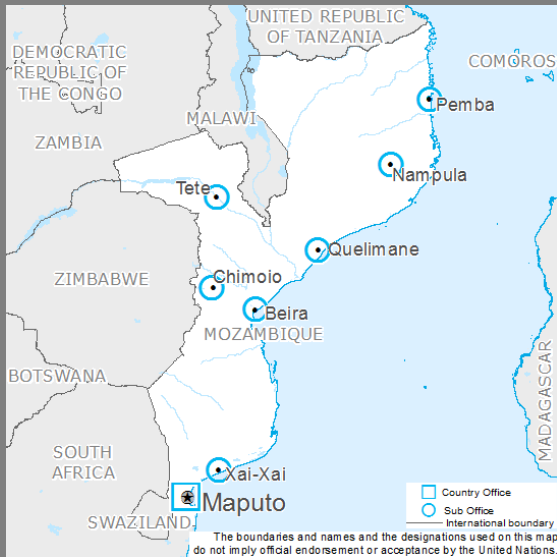 UNITED REPUBLIC
OF TANZANIA
DEMOCRATIC
REPUBLIC OF
THE CONGO
COMOROS
Pemba
MALAWI
ZAMBIA
Nampula
Tete
Quelimane
ZIMBABWE
Chimoio
Beira
MOZAMBIQUE
BOTSWANA
MADAGASCAR
SOUTH
AFRICA
Xai-Xai
Maputo
SWAZILAND
Country Office
Sub Office
International boundary
The boundaries and names and the designations used on this map
do not imply official endorsement or acceptance by the United Nations.